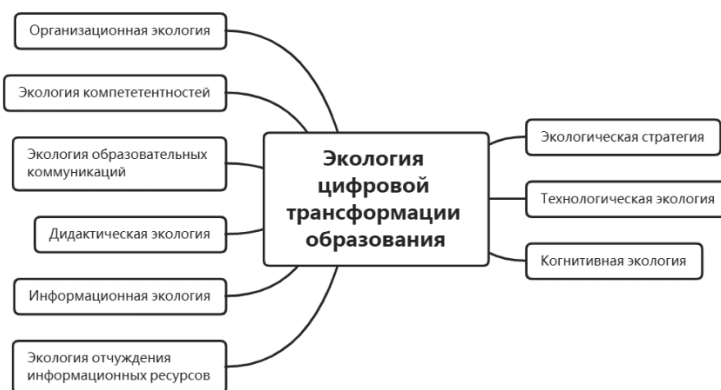 Организационная экология
Экология компететентностей
Экология образовательных
коммуникаций
Дидактическая экология
Информационная экология
Экология отчуждения
информационных ресурсов
Экология
цифровой
трансформации
образования
Экологическая стратегия
Технологическая экология
Когнитивная экология